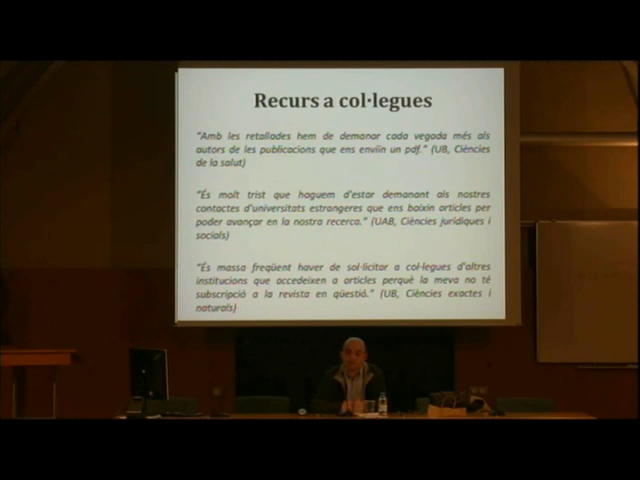 Recurs a col·legues
"Amb les retallades hem de demanar cada vegada més als
autors de les publicacions que ens enviïn un pdf." (UB, Ciències
de la salut)
"És molt trist que haguem d'estar demanant als nostres
contactes d'universitats estrangeres que ens baixin articles per
poder avançar en la nostra recerca." (UAB, Ciències jurídiques i
socials)
"És massa freqüent haver de sol·licitar a col·legues d'altres
institucions que accedeixen a articles perquè la meva no té
subscripció a la revista en qüestió." (UB, Ciències exactes i
naturals)